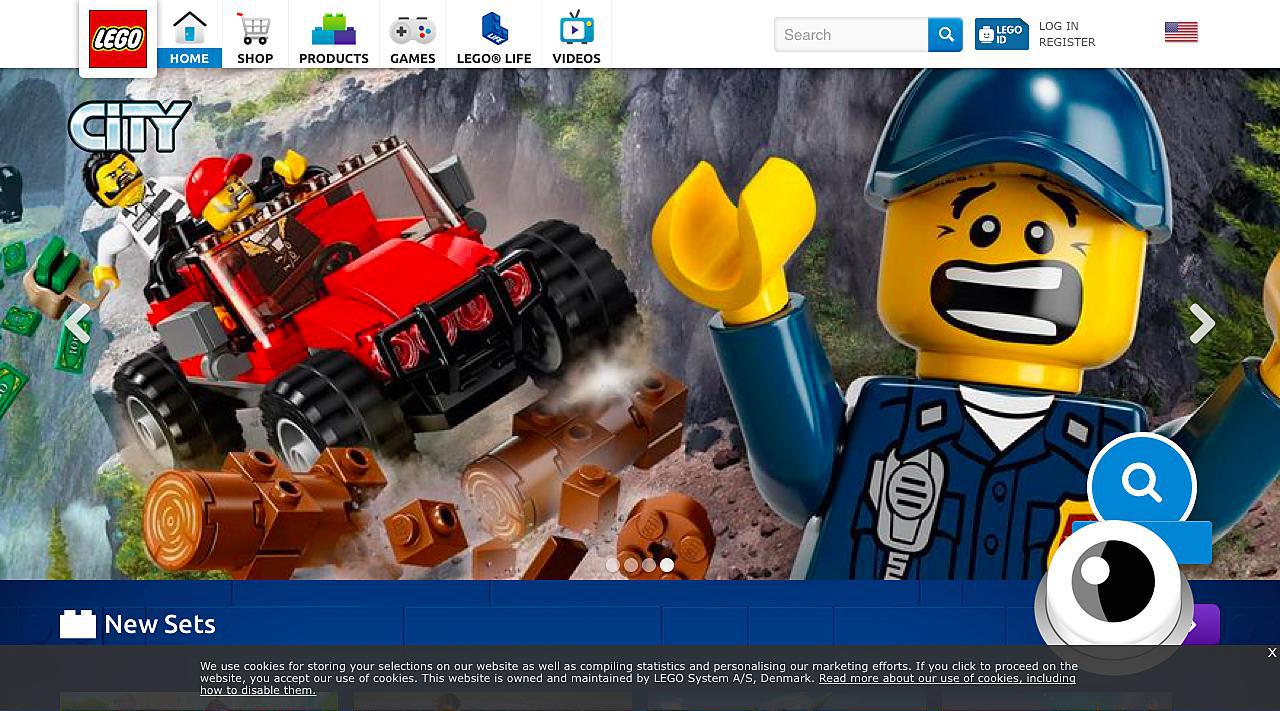 LEGO
HOME
SHOP
PRODUCTS
GAMES
LIFE
LEGO® LIFE
VIDEOS
Search
LEGO
ID
LOG IN
REGISTER
CITY
New Sets
We use cookies for storing your selections on our website as well as compiling statistics and personalising our marketing efforts. If you click to proceed on the
website, you accept our use of cookies. This website is owned and maintained by LEGO System A/S, Denmark. Read more about our use of cookies, including
how to disable them.
X